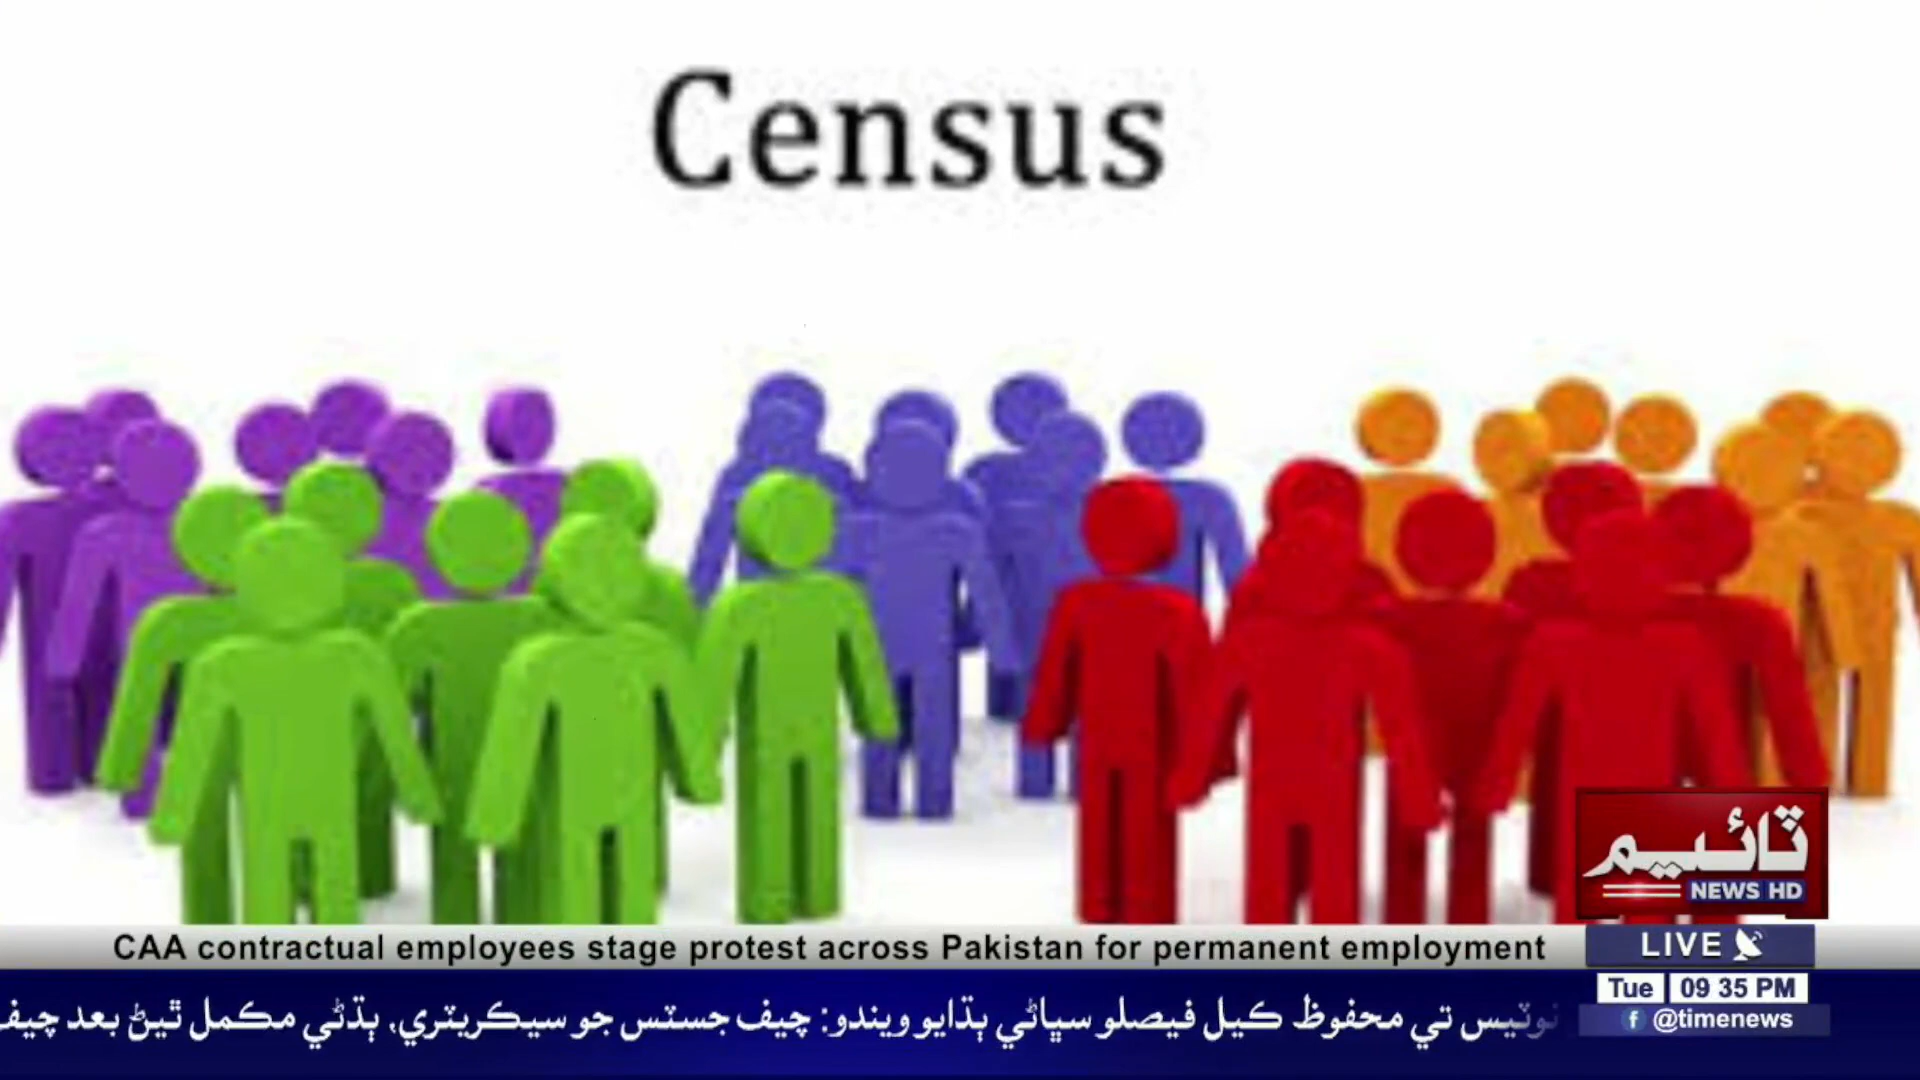 Census
ٽائيم
NEWS HD
CAA contractual employees stage protest across Pakistan for permanent employment
LIVE
Tue 09 35 PM
نوٽيس تي محفوظ ڪيل فيصلو سڀاڻي ٻڌايو ويندو: چيف جسٽس جو سيڪريٽري، ٻڌڻي مڪمل ٿيڻ بعد چيف
@timenews